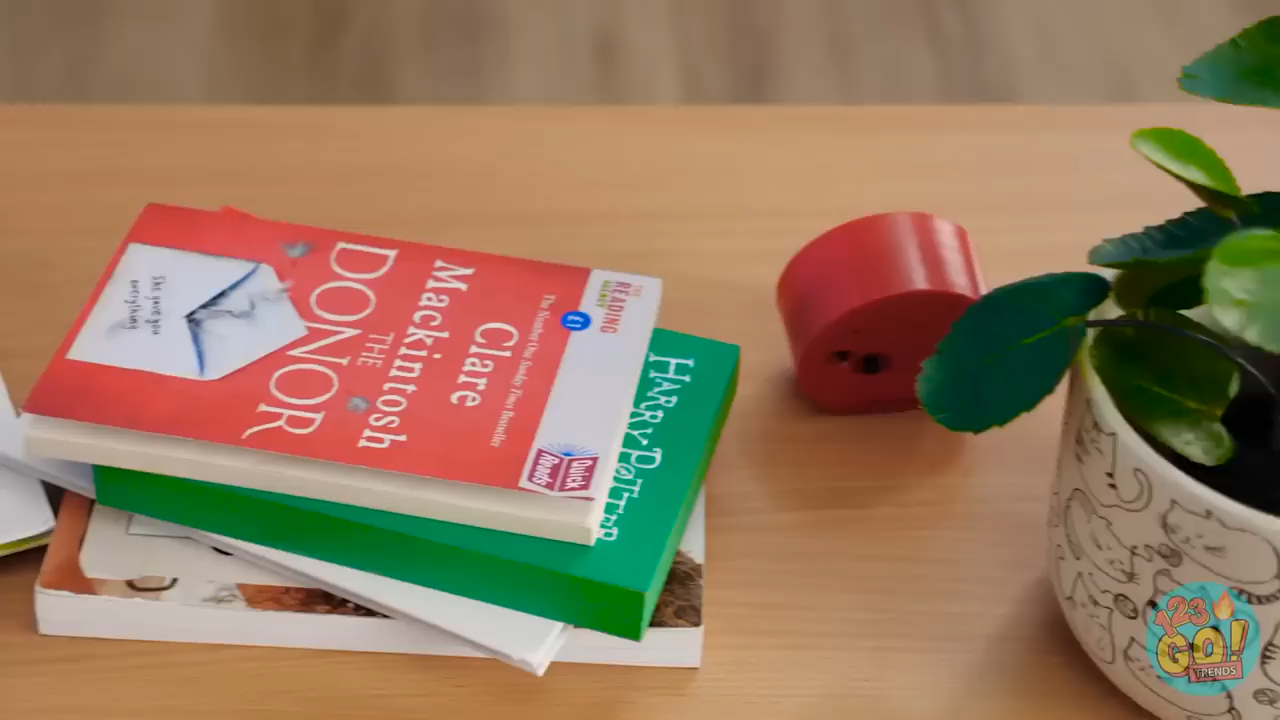 She gave you
everything
THE
DONOR
Clare
Mackintosh
The Number One Sunday Times Bestseller
£1
THE
READING
AGENCY
Quick
Reads
HARRY POTTER
123
GO!
TRENDS